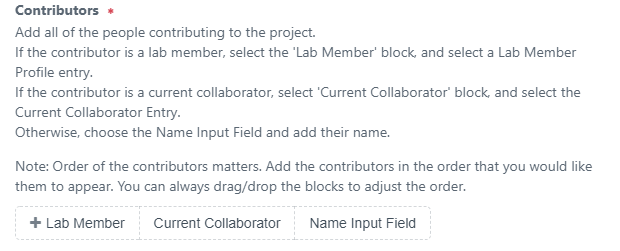 Contributors *
Add all of the people contributing to the project.
If the contributor is a lab member, select the 'Lab Member' block, and select a Lab Member
Profile entry.
If the contributor is a current collaborator, select 'Current Collaborator' block, and select the
Current Collaborator Entry.
Otherwise, choose the Name Input Field and add their name.
Note: Order of the contributors matters. Add the contributors in the order that you would like
them to appear. You can always drag/drop the blocks to adjust the order.
+ Lab Member Current Collaborator Name Input Field